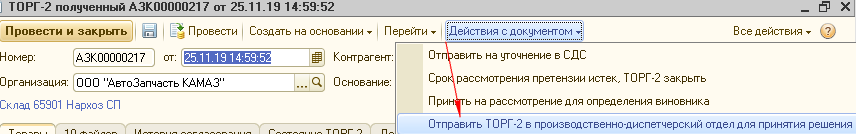 ТОРГ-2 полученный АЗК00000217 от 25.11.19 14:59:52
Провести и закрыть Провести Создать на основании Перейти Действия с документом Все действия
Номер: АЗК00000217 от: 25.11.19 14:59:52 Контрагент:
Отправить на уточнение в СДС
Организация: ООО "АвтоЗапчасть КАМАЗ" ... Основание:
Срок рассмотрения претензии истек, ТОРГ-2 закрыть
Склад 65901 Нархоз СП
Принять на рассмотрение для определения виновника
Отправить ТОРГ-2 в производственно-диспетчерский отдел для принятия решения
Товары 10 файлов История согласования Состояние ТОРГ-2